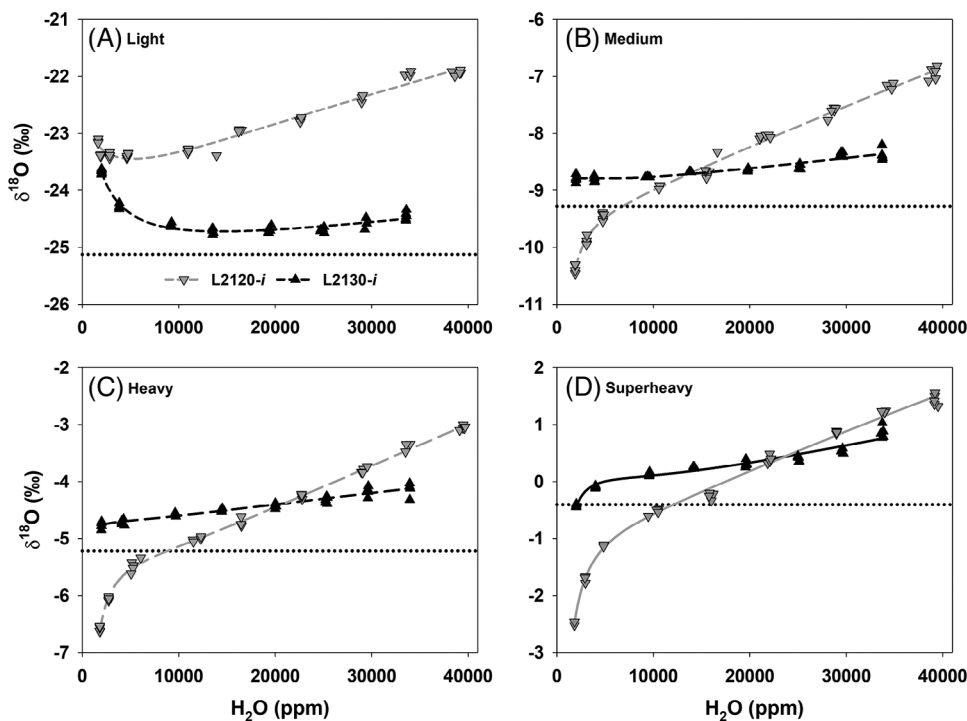 (A) Light
-21
-22
-23
-24
-25
-26
δ18O (‰)
0 10000 20000 30000 40000
L2120-i L2130-i
(B) Medium
-6
-7
-8
-9
-10
-11
0 10000 20000 30000 40000
(C) Heavy
-2
-3
-4
-5
-6
-7
δ18O (‰)
0 10000 20000 30000 40000
H2O (ppm)
(D) Superheavy
2
1
0
-1
-2
-3
0 10000 20000 30000 40000
H2O (ppm)